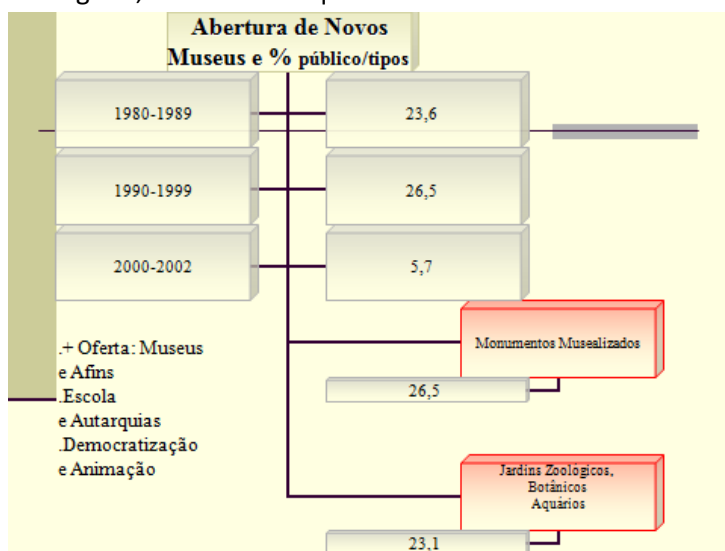 Abertura de Novos
Museus e % público/tipos
1980-1989
23,6
1990-1999
26,5
2000-2002
5,7
Monumentos Musealizados
26,5
.+ Oferta: Museus
e Afins
.Escola
e Autarquias
.Democratização
e Animação
Jardins Zoológicos,
Botânicos
Aquários
23,1